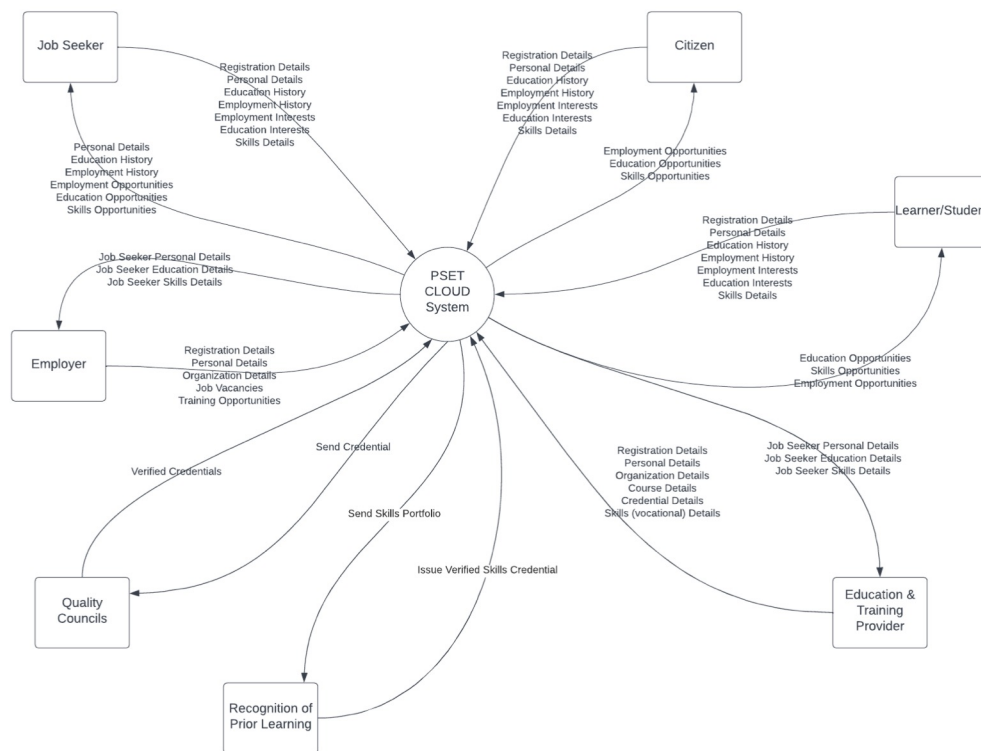 Job Seeker
Citizen
Registration Details
Personal Details
Education History
Employment History
Employment Interests
Education Interests
Skills Details
Registration Details
Personal Details
Education History
Employment History
Employment Interests
Education Interests
Skills Details
Personal Details
Education History
Employment History
Employment Opportunities
Education Opportunities
Skills Opportunities
Employment Opportunities
Education Opportunities
Skills Opportunities
Learner/Studen
Registration Details
Personal Details
Education History
Employment History
Employment Interests
Education Interests
Skills Details
PSET
CLOUD
System
Job Seeker Personal Details
Job Seeker Education Details
Job Seeker Skills Details
Employer
Registration Details
Personal Details
Organization Details
Job Vacancies
Training Opportunities
Education Opportunities
Skills Opportunities
Employment Opportunities
Verified Credentials
Send Credential
Registration Details
Personal Details
Organization Details
Course Details
Credential Details
Skills (vocational) Details
Job Seeker Personal Details
Job Seeker Education Details
Job Seeker Skills Details
Send Skills Portfolio
Issue Verified Skills Credential
Quality
Councils
Education &
Training
Provider
Recognition of
Prior Learning